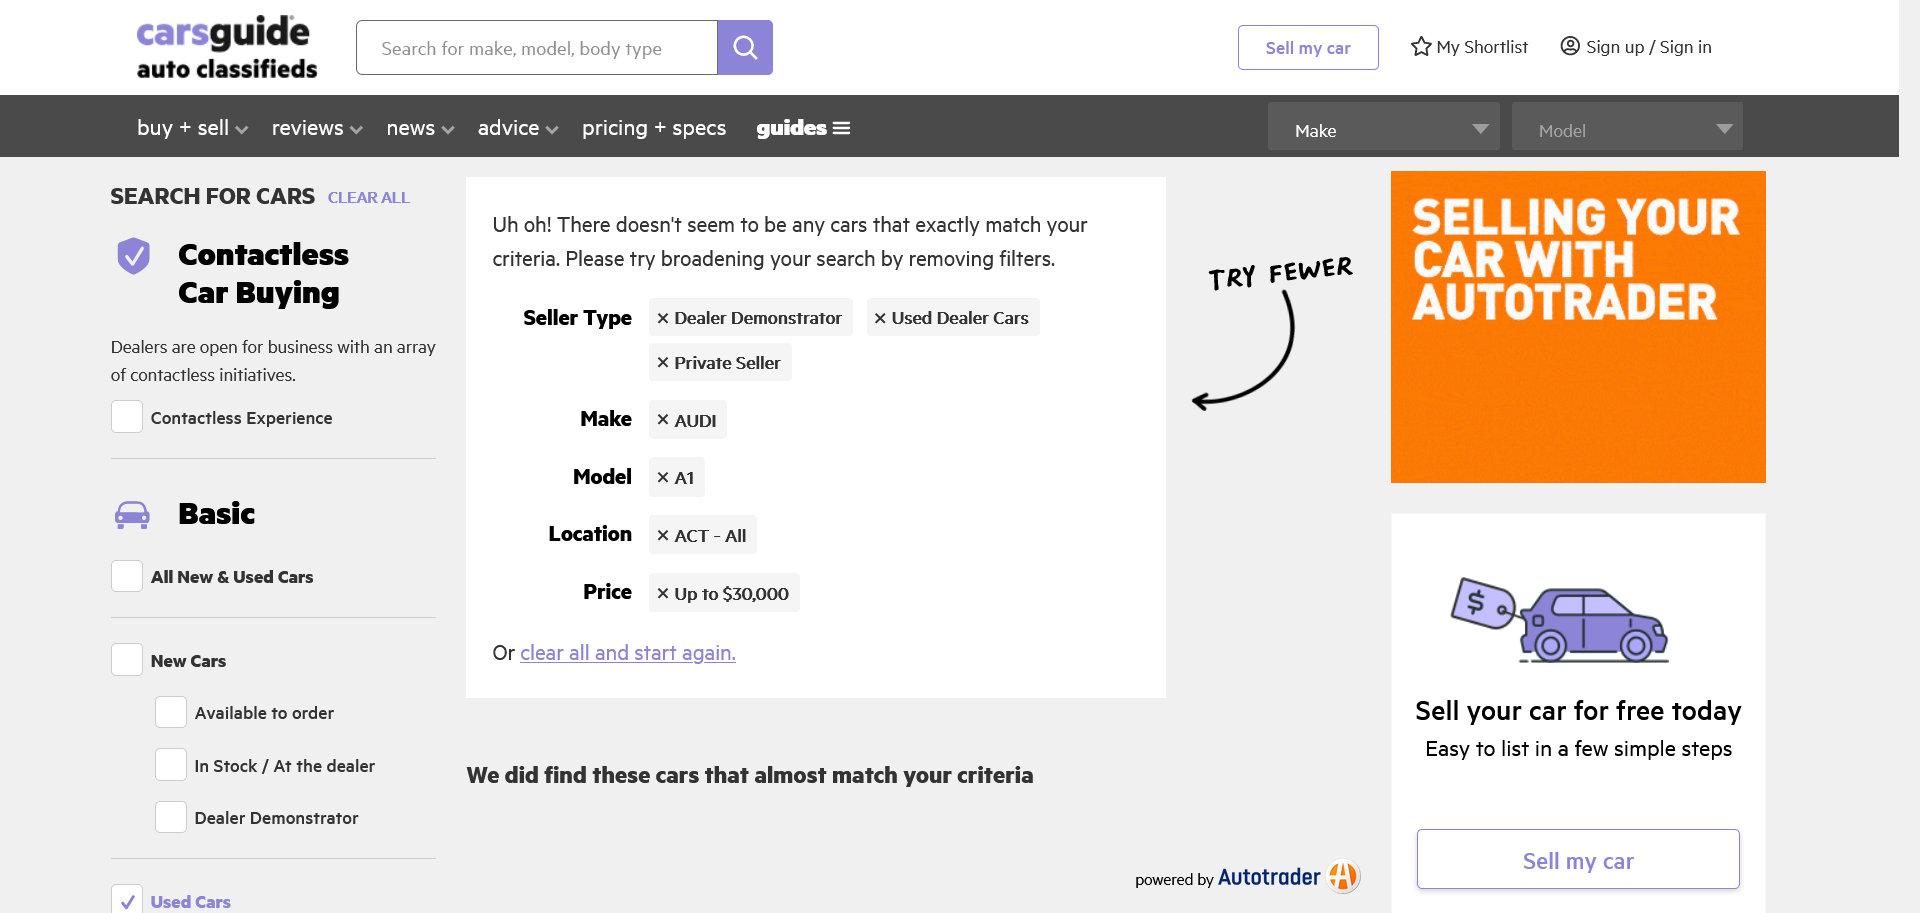 carsguide
auto classifieds
Search for make, model, body type
Sell my car
My Shortlist
Sign up / Sign in
buy + sell
reviews
news
advice
pricing + specs
guides
Make
Model
SEARCH FOR CARS CLEAR ALL
Contactless
Car Buying
Dealers are open for business with an array
of contactless initiatives.
Contactless Experience
Basic
All New & Used Cars
New Cars
Available to order
In Stock / At the dealer
Dealer Demonstrator
Used Cars
Uh oh! There doesn't seem to be any cars that exactly match your
criteria. Please try broadening your search by removing filters.
Seller Type × Dealer Demonstrator × Used Dealer Cars
× Private Seller
Make × AUDI
Model × A1
Location × ACT - All
Price × Up to $30,000
Or clear all and start again.
TRY FEWER
We did find these cars that almost match your criteria
powered by Autotrader
SELLING YOUR
CAR WITH
AUTOTRADER
$
Sell your car for free today
Easy to list in a few simple steps
Sell my car